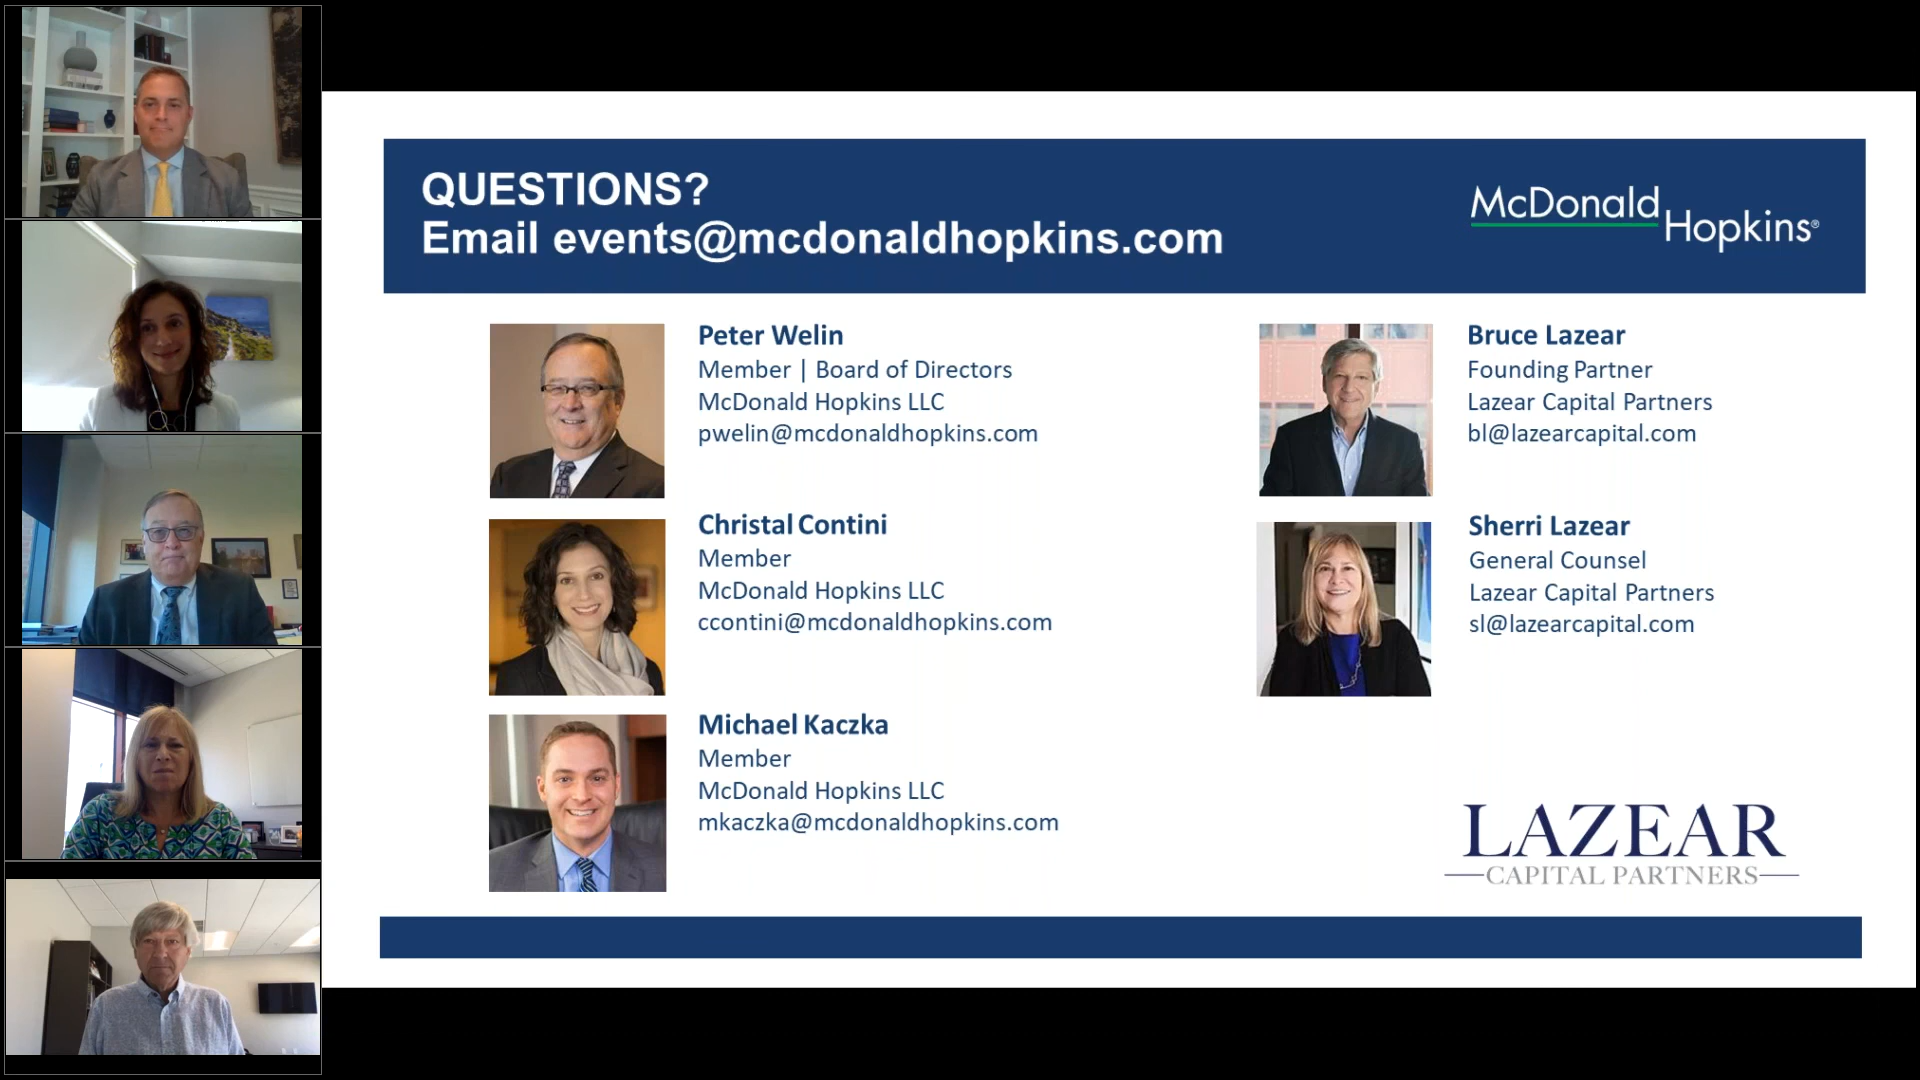 QUESTIONS?
Email events@mcdonaldhopkins.com
McDonald
Hopkins®
Peter Welin
Member | Board of Directors
McDonald Hopkins LLC
pwelin@mcdonaldhopkins.com
Christal Contini
Member
McDonald Hopkins LLC
ccontini@mcdonaldhopkins.com
Michael Kaczka
Member
McDonald Hopkins LLC
mkaczka@mcdonaldhopkins.com
Bruce Lazear
Founding Partner
Lazear Capital Partners
bl@lazearcapital.com
Sherri Lazear
General Counsel
Lazear Capital Partners
sl@lazearcapital.com
LAZEAR
CAPITAL PARTNERS